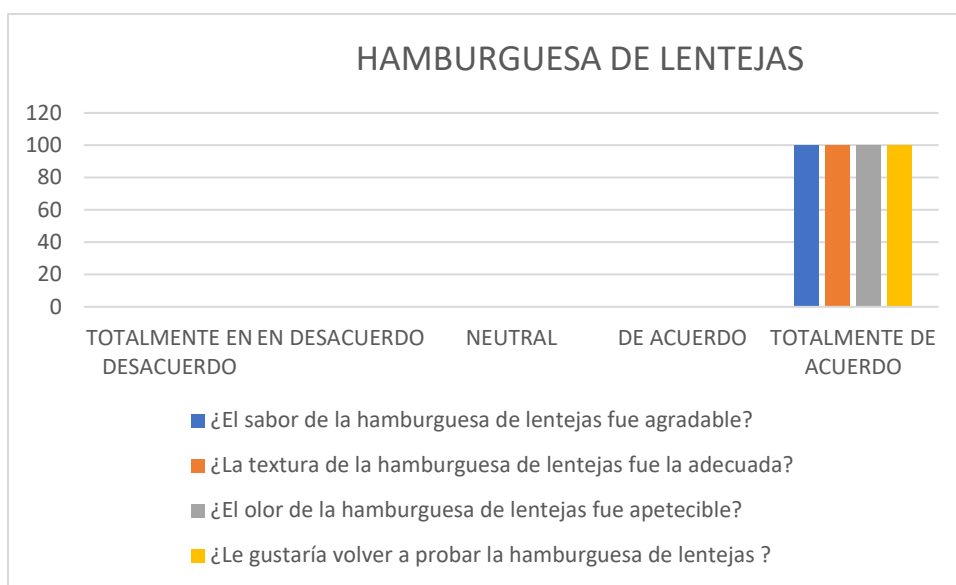 HAMBURGUESA DE LENTEJAS
120
100
80
60
40
20
0
TOTALMENTE EN DESACUERDO
EN DESACUERDO
NEUTRAL
DE ACUERDO
TOTALMENTE DE ACUERDO
¿El sabor de la hamburguesa de lentejas fue agradable?
¿La textura de la hamburguesa de lentejas fue la adecuada?
¿El olor de la hamburguesa de lentejas fue apetecible?
¿Le gustaría volver a probar la hamburguesa de lentejas ?